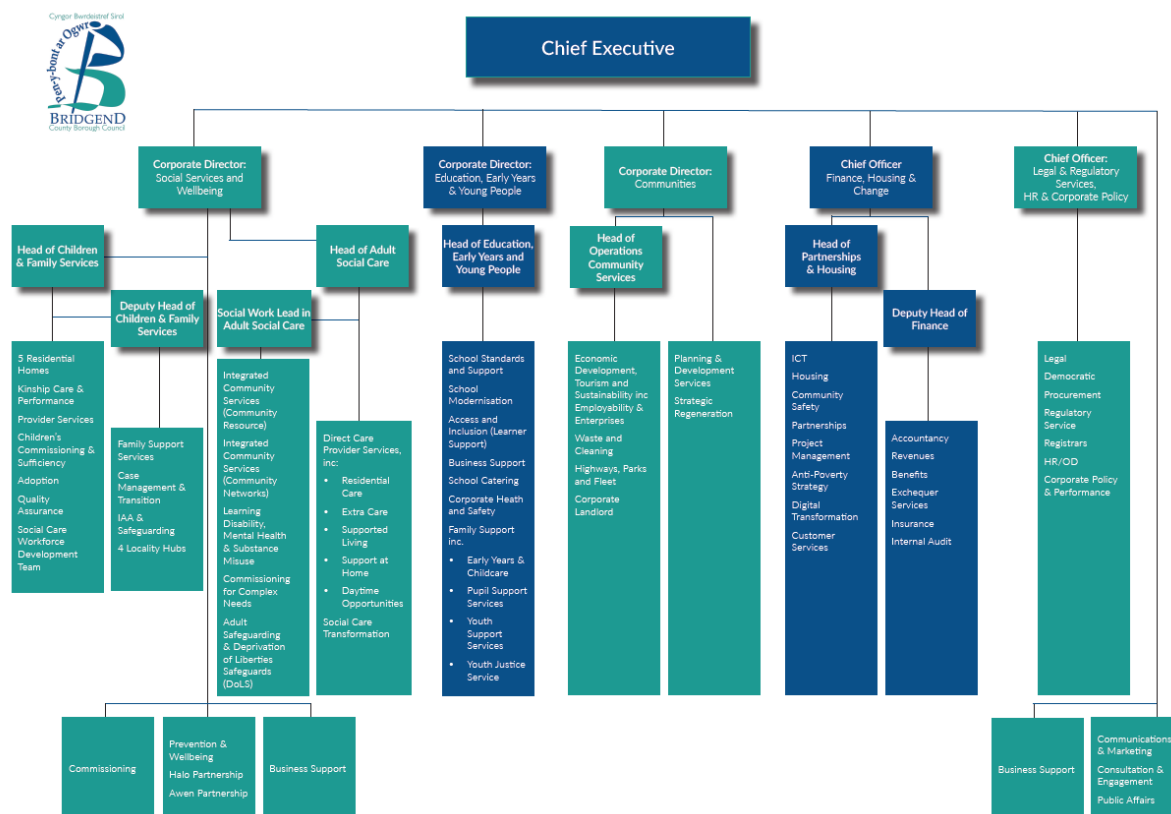 Cyngor Bwrdeistref Sirol
Pen-y-bont ar Ogwr
BRIDGEND
County Borough Council
Chief Executive
Corporate Director:
Social Services and
Wellbeing
Corporate Director:
Education, Early Years
& Young People
Corporate Director:
Communities
Chief Officer
Finance, Housing &
Change
Chief Officer:
Legal & Regulatory
Services,
HR & Corporate Policy
Head of Children
& Family Services
Head of Adult
Social Care
Head of Education,
Early Years and
Young People
Head of
Operations
Community
Services
Head of
Partnerships
& Housing
Deputy Head of
Children & Family
Services
Social Work Lead in
Adult Social Care
Deputy Head of
Finance
5 Residential
Homes
Kinship Care &
Performance
Provider Services
Children's
Commissioning &
Sufficiency
Adoption
Quality
Assurance
Social Care
Workforce
Development
Team
Family Support
Services
Case
Management &
Transition
IAA &
Safeguarding
4 Locality Hubs
Integrated
Community
Services
(Community
Resource)
Integrated
Community
Services
(Community
Networks)
Learning
Disability,
Mental Health
& Substance
Misuse
Commissioning
for Complex
Needs
Adult
Safeguarding
& Deprivation
of Liberties
Safeguards
(DoLS)
Direct Care
Provider Services,
inc:
• Residential
Care
• Extra Care
• Supported
Living
• Support at
Home
• Daytime
Opportunities
Social Care
Transformation
School Standards
and Support
School
Modernisation
Access and
Inclusion (Learner
Support)
Business Support
School Catering
Corporate Heath
and Safety
Family Support
inc.
• Early Years &
Childcare
• Pupil Support
Services
• Youth
Support
Services
• Youth Justice
Service
Economic
Development,
Tourism and
Sustainability inc
Employability &
Enterprises
Waste and
Cleaning
Highways, Parks
and Fleet
Corporate
Landlord
Planning &
Development
Services
Strategic
Regeneration
ICT
Housing
Community
Safety
Partnerships
Project
Management
Anti-Poverty
Strategy
Digital
Transformation
Customer
Services
Accountancy
Revenues
Benefits
Exchequer
Services
Insurance
Internal Audit
Legal
Democratic
Procurement
Regulatory
Service
Registrars
HR/OD
Corporate Policy
& Performance
Commissioning
Prevention &
Wellbeing
Halo Partnership
Awen Partnership
Business Support
Business Support
Communications
& Marketing
Consultation &
Engagement
Public Affairs